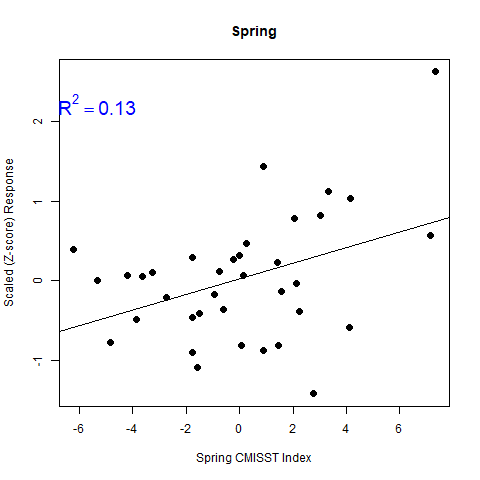 Spring
R² = 0.13
Scaled (Z-score) Response
2
1
0
-1
-6 -4 -2 0 2 4 6
Spring CMISST Index